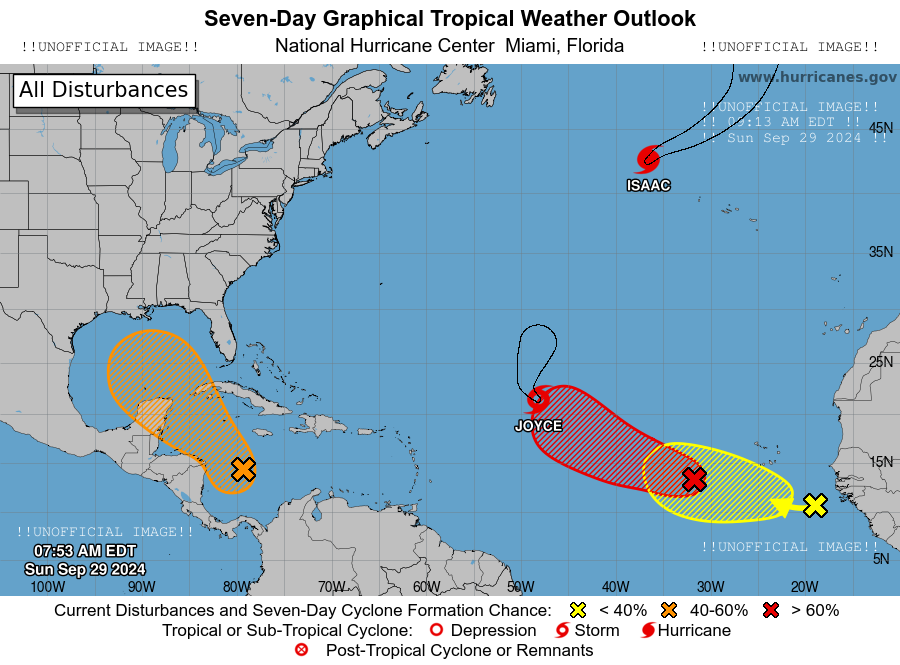 Seven-Day Graphical Tropical Weather Outlook
National Hurricane Center  Miami, Florida
!!UNOFFICIAL IMAGE!!
!!UNOFFICIAL IMAGE!!
All Disturbances
www.hurricanes.gov
!!UNOFFICIAL IMAGE!!
!! 09:13 AM EDT !!
!! Sun Sep 29 2024 !!
45N
ISAAC
35N
25N
JOYCE
15N
!!UNOFFICIAL IMAGE!!
!!UNOFFICIAL IMAGE!!
07:53 AM EDT
Sun Sep 29 2024
5N
100W 90W 80W 70W 60W 50W 40W 30W 20W
Current Disturbances and Seven-Day Cyclone Formation Chance: < 40% 40-60% > 60%
Tropical or Sub-Tropical Cyclone: Depression Storm Hurricane
Post-Tropical Cyclone or Remnants